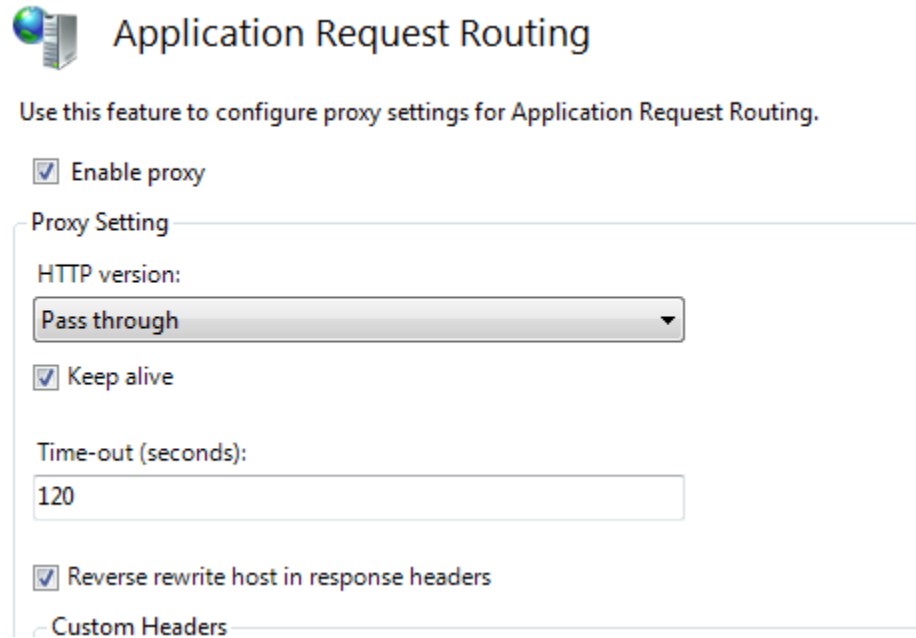 Application Request Routing
Use this feature to configure proxy settings for Application Request Routing.
Enable proxy
Proxy Setting
HTTP version:
Pass through
Keep alive
Time-out (seconds):
120
Reverse rewrite host in response headers
Custom Headers